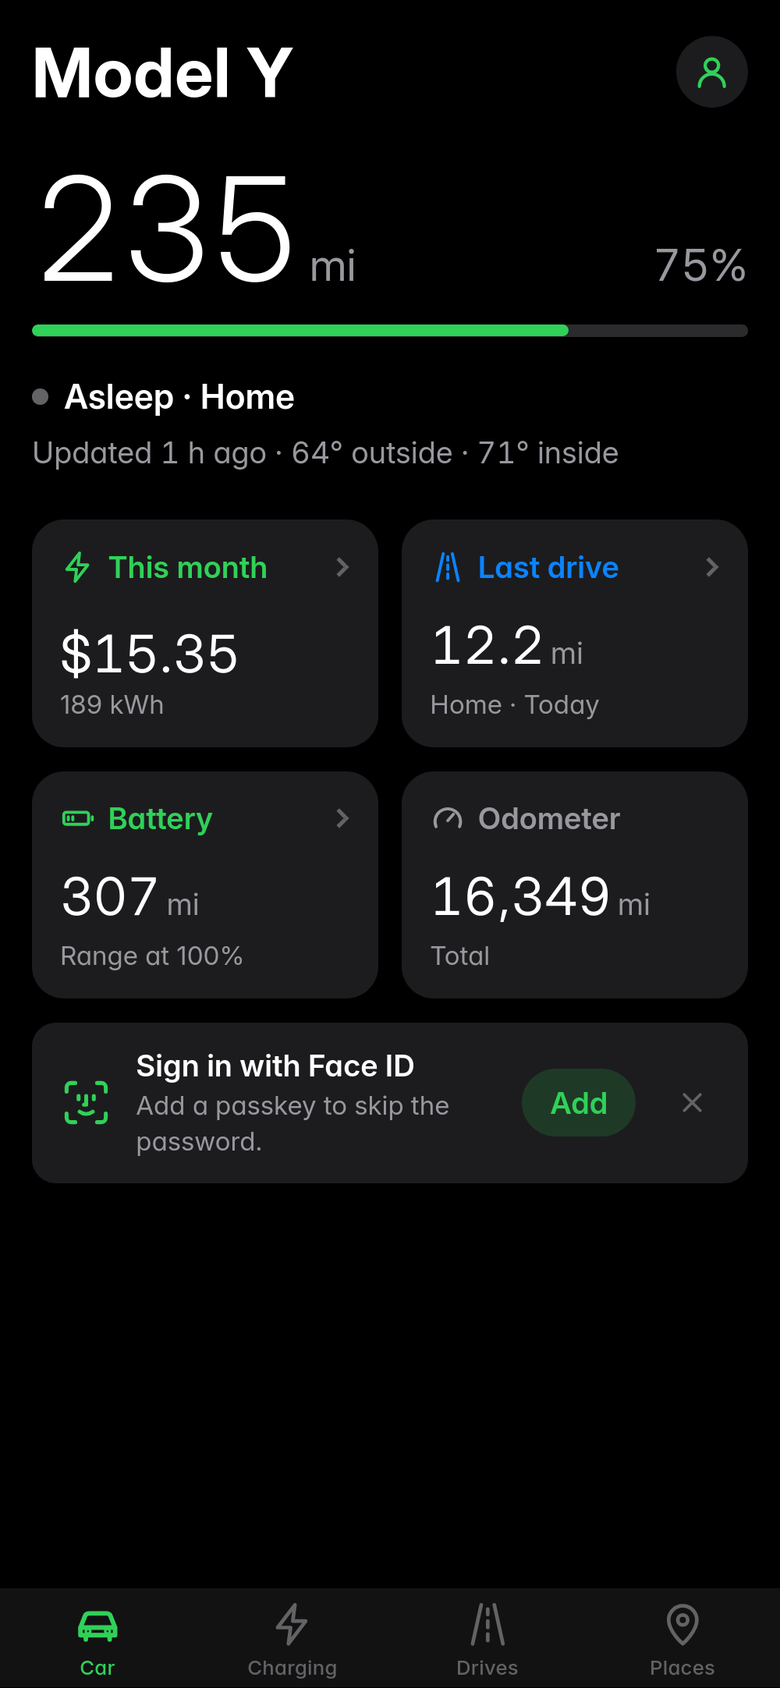 Model Y
235 mi
75%
Asleep · Home
Updated 1 h ago · 64° outside · 71° inside
This month
$15.35
189 kWh
Last drive
12.2 mi
Home · Today
Battery
307 mi
Range at 100%
Odometer
16,349 mi
Total
Sign in with Face ID
Add a passkey to skip the
password.
Add
Car
Charging
Drives
Places